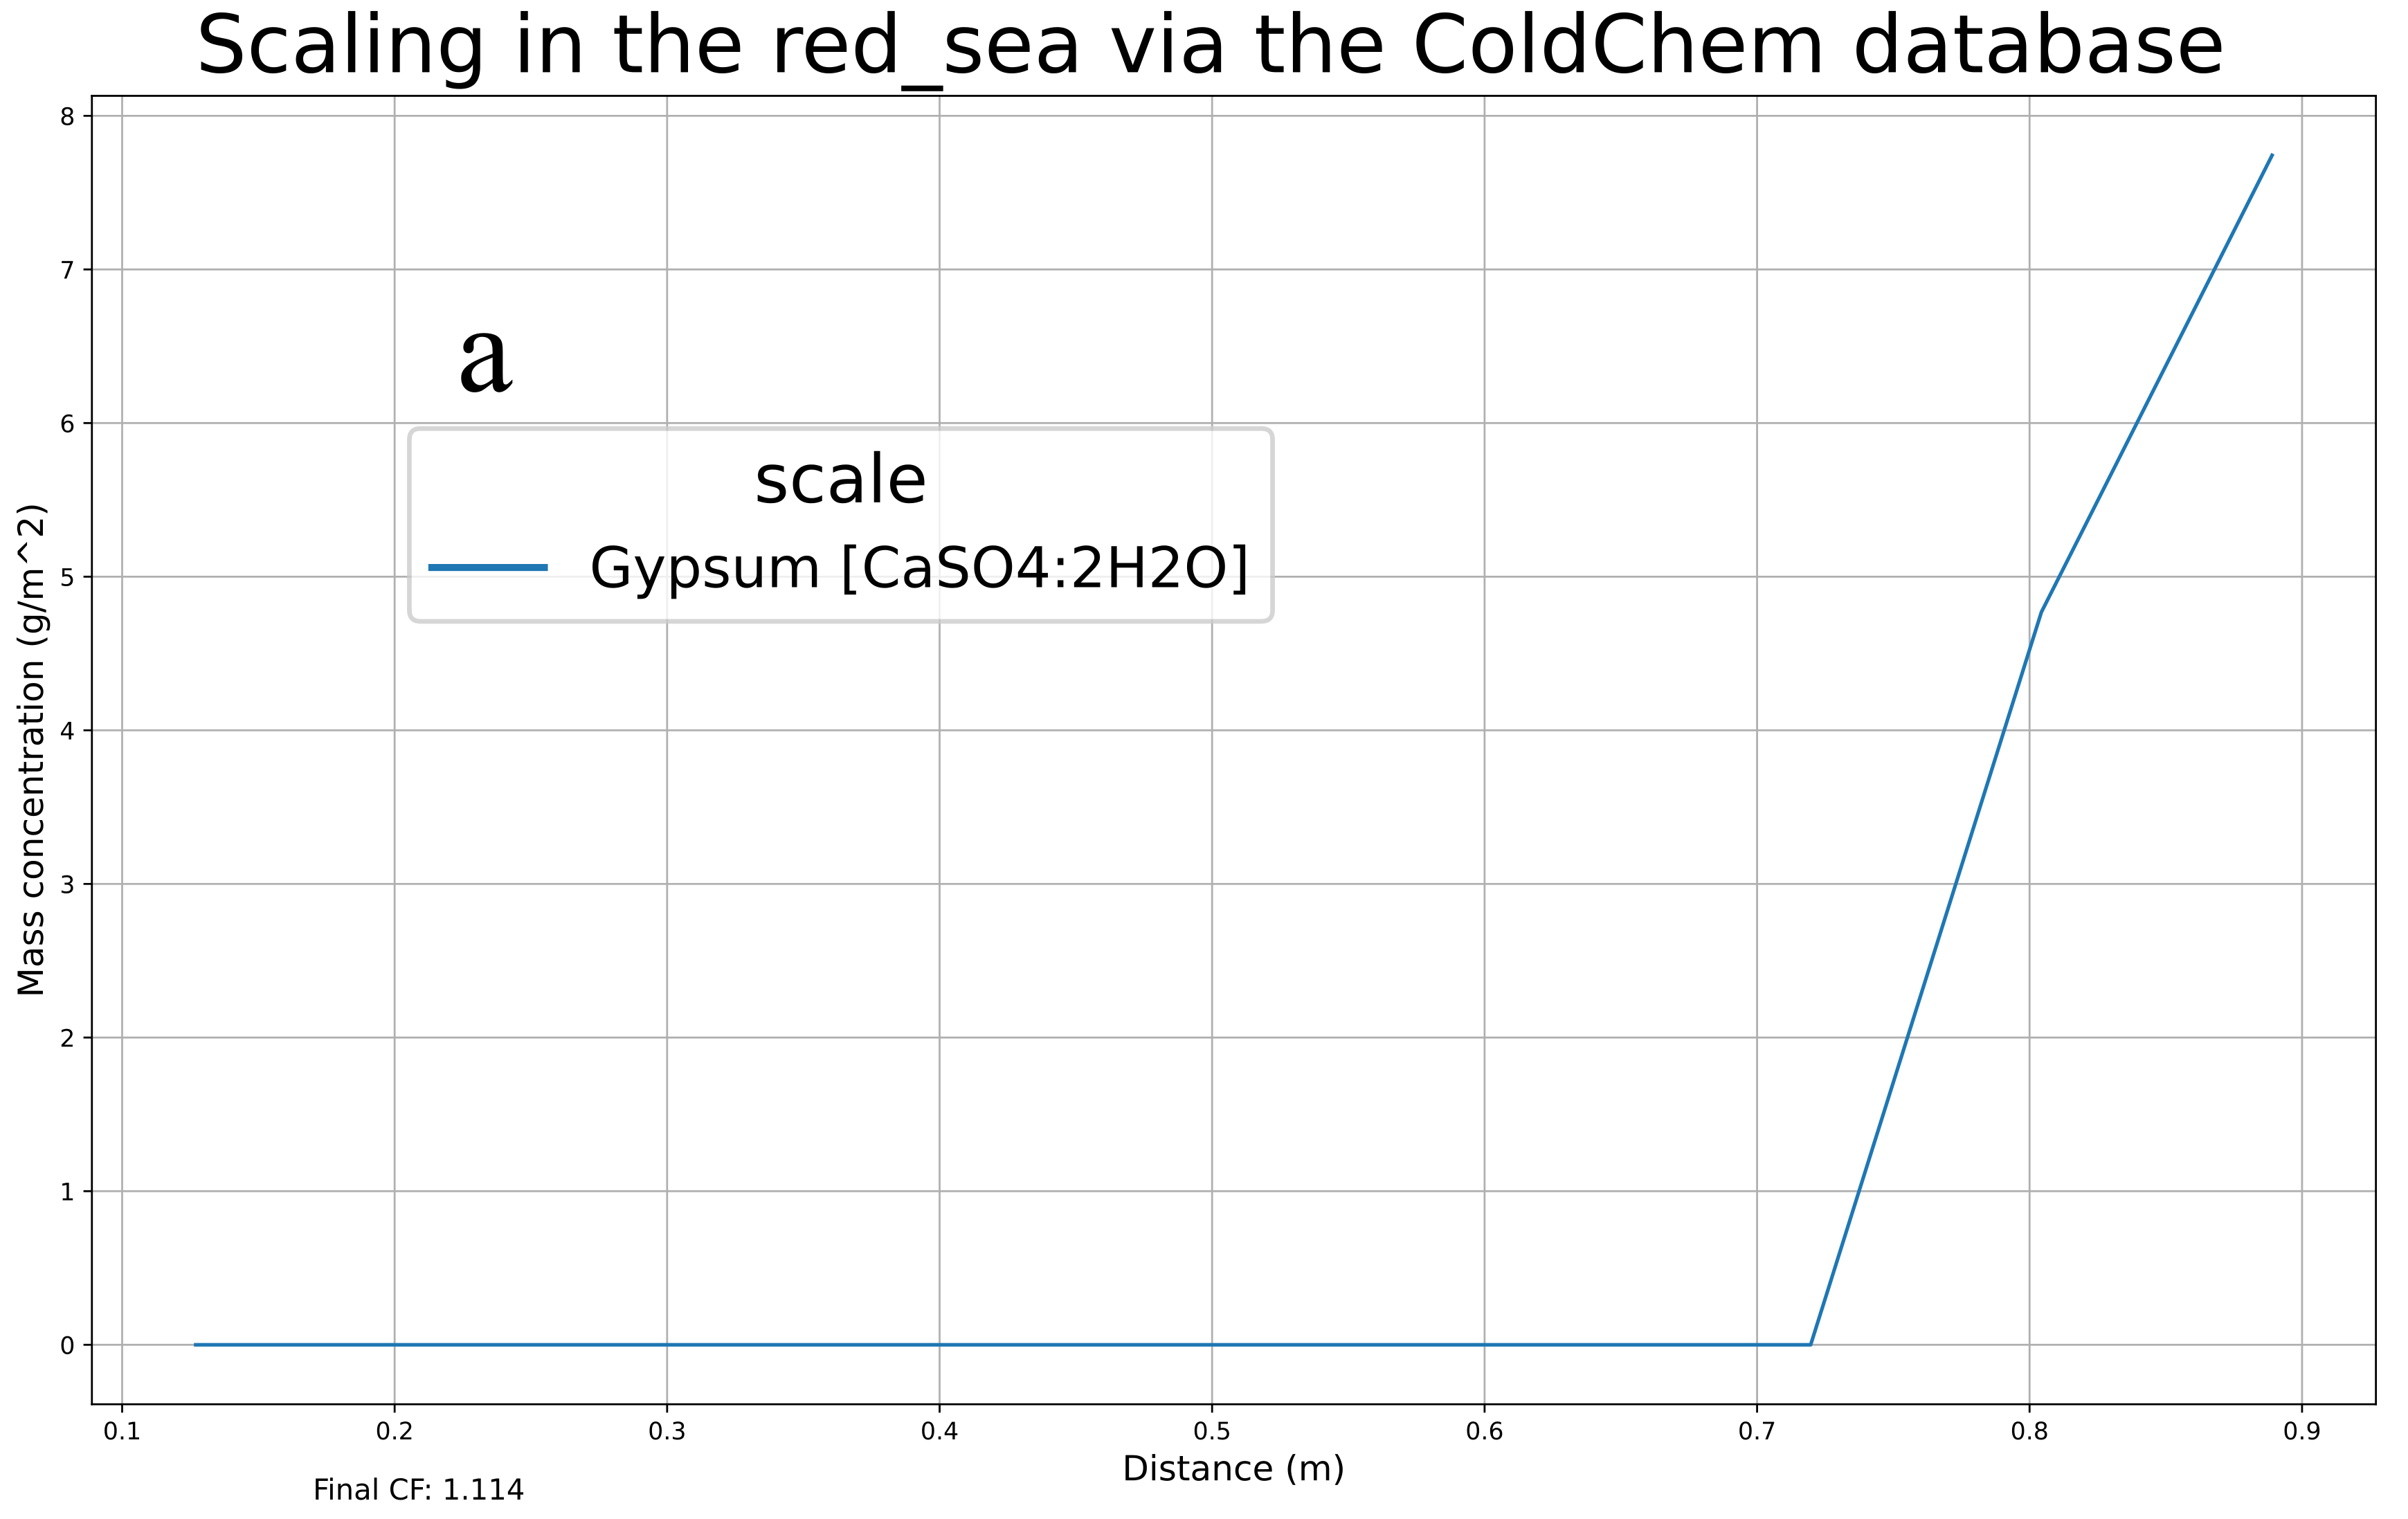 Scaling in the red_sea via the ColdChem database
8
7
6
5
4
3
2
1
0
Mass concentration (g/m^2)
a
scale
Gypsum [CaSO4:2H2O]
0.1 0.2 0.3 0.4 0.5 0.6 0.7 0.8 0.9
Distance (m)
Final CF: 1.114